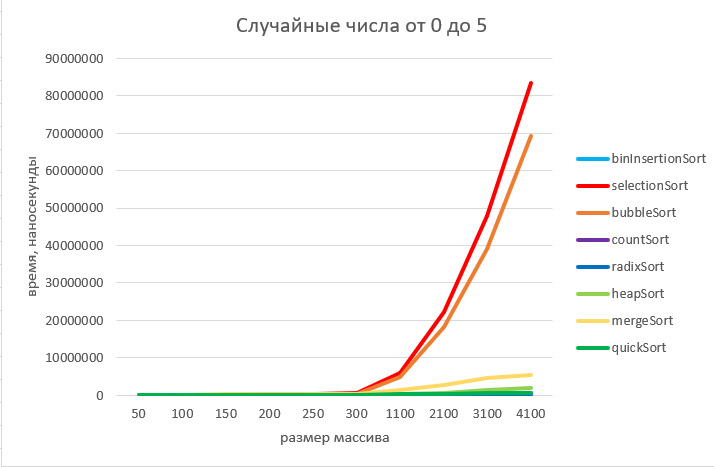 Случайные числа от 0 до 5
90000000
80000000
70000000
60000000
50000000
40000000
30000000
20000000
10000000
0
время, наносекунды
50 100 150 200 250 300 1100 2100 3100 4100
размер массива
binInsertionSort
selectionSort
bubbleSort
countSort
radixSort
heapSort
mergeSort
quickSort